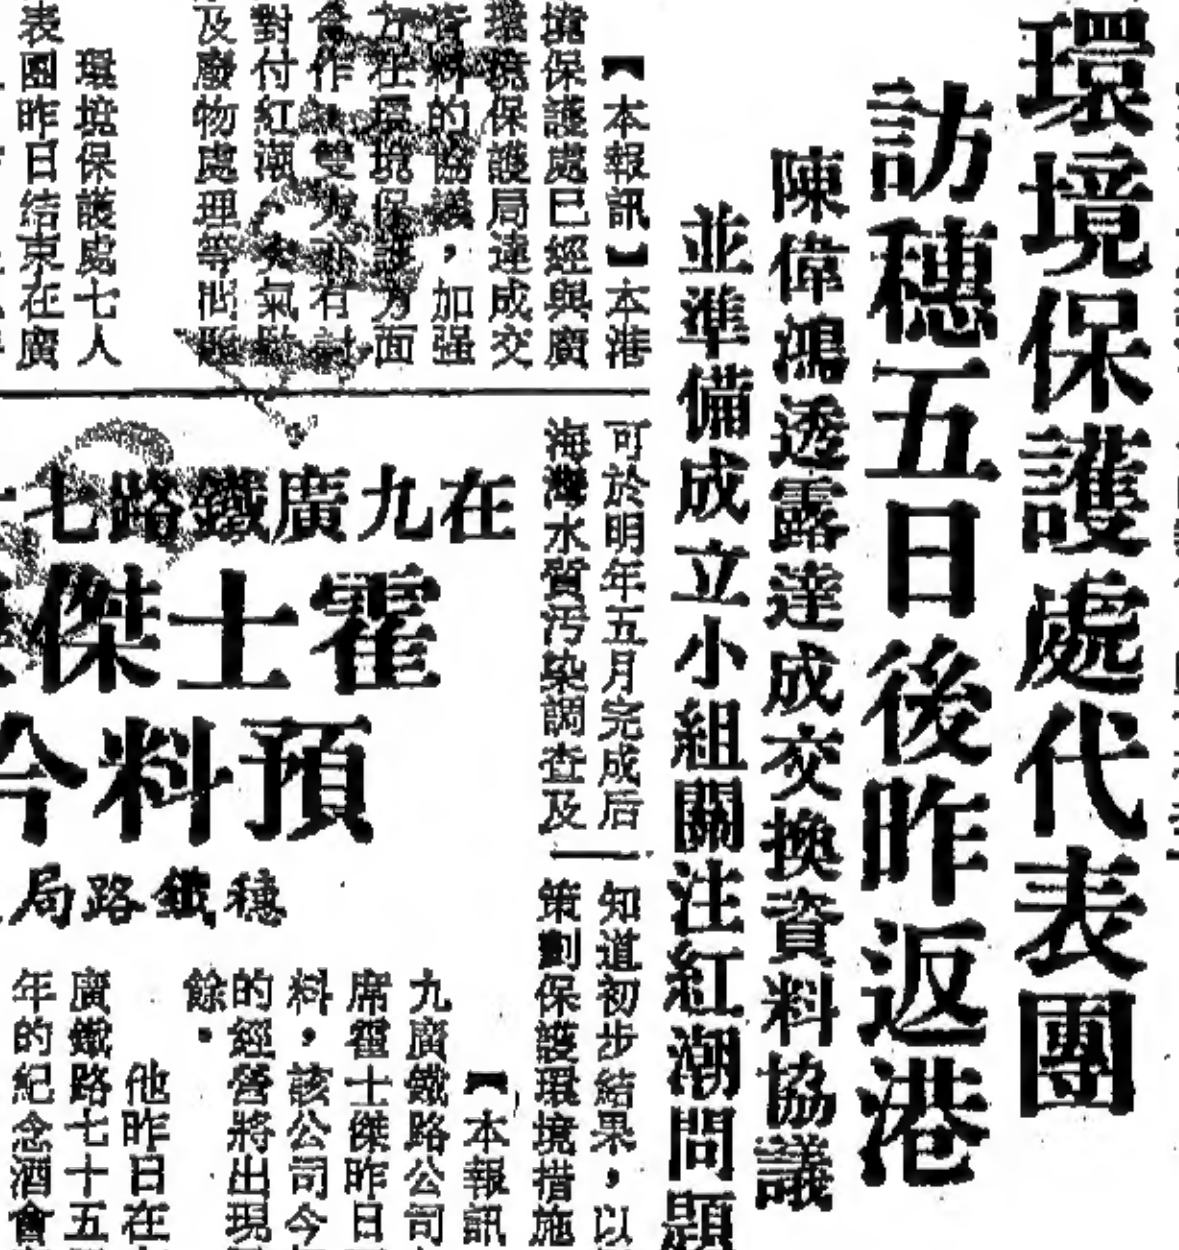 環境保護處代表團
訪穗五日後昨返港
陳偉鴻透露達成交換資料協議
並準備成立小組關注紅潮問題
【本報訊】本港
境保護處已經與廣
環境保護局達成交
資料的協議，加强
方在環境保護方面
合作，雙方亦有討
對付紅潮、大氣
及廢物處理等問題
環境保護處七人
表團昨日结束在廣
可於明年五月完成后
海灣水質污染調查及
知道初步結果，以
策劃保護環境措施
在九廣鐵路七十
霍士傑
預料今
穗鐵路局
【本報訊
九廣鐵路公司
席霍士傑昨日
料，該公司今
的經營將出現
餘。
他昨日在
廣鐵路七十五
年的紀念酒會